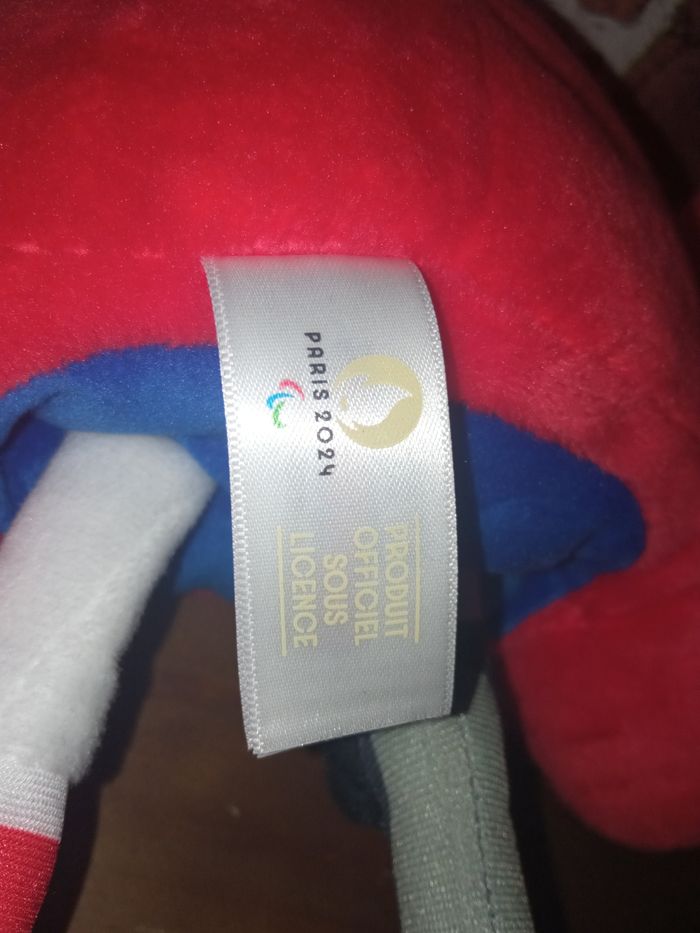 PARIS 2024
PRODUIT
OFFICIEL
SOUS
LICENCE